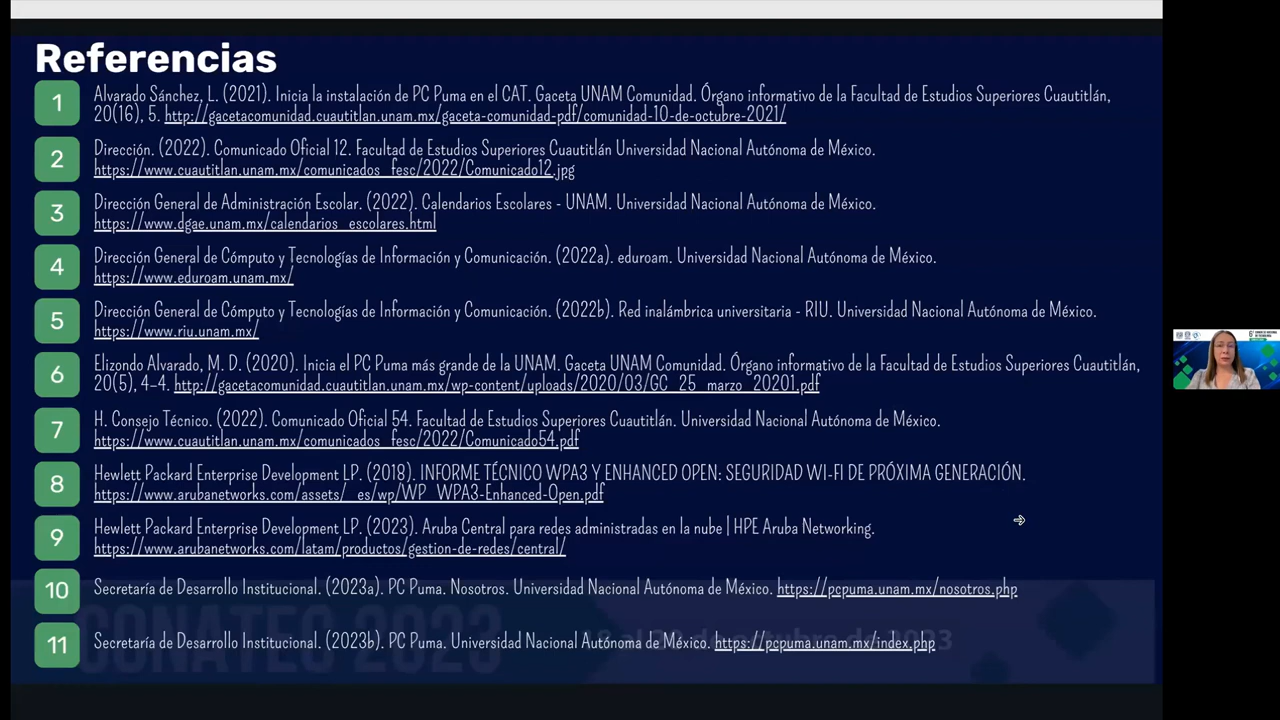 Referencias
1
Alvarado Sánchez, L. (2021). Inicia la instalación de PC Puma en el CAT. Gaceta UNAM Comunidad. Órgano informativo de la Facultad de Estudios Superiores Cuautitlán,
20(16), 5. http://gacetacomunidad.cuautitlan.unam.mx/gaceta-comunidad-pdf/comunidad-10-de-octubre-2021/
2
Dirección. (2022). Comunicado Oficial 12. Facultad de Estudios Superiores Cuautitlán Universidad Nacional Autónoma de México.
https://www.cuautitlan.unam.mx/comunicados_fesc/2022/Comunicado12.jpg
3
Dirección General de Administración Escolar. (2022). Calendarios Escolares - UNAM. Universidad Nacional Autónoma de México.
https://www.dgae.unam.mx/calendarios_escolares.html
4
Dirección General de Cómputo y Tecnologías de Información y Comunicación. (2022a). eduroam. Universidad Nacional Autónoma de México.
https://www.eduroam.unam.mx/
5
Dirección General de Cómputo y Tecnologías de Información y Comunicación. (2022b). Red inalámbrica universitaria - RIU. Universidad Nacional Autónoma de México.
https://www.riu.unam.mx/
6
Elizondo Alvarado, M. D. (2020). Inicia el PC Puma más grande de la UNAM. Gaceta UNAM Comunidad. Órgano informativo de la Facultad de Estudios Superiores Cuautitlán,
20(5), 4–4. http://gacetacomunidad.cuautitlan.unam.mx/wp-content/uploads/2020/03/GC_25_marzo_20201.pdf
7
H. Consejo Técnico. (2022). Comunicado Oficial 54. Facultad de Estudios Superiores Cuautitlán. Universidad Nacional Autónoma de México.
https://www.cuautitlan.unam.mx/comunicados_fesc/2022/Comunicado54.pdf
8
Hewlett Packard Enterprise Development LP. (2018). INFORME TÉCNICO WPA3 Y ENHANCED OPEN: SEGURIDAD WI-FI DE PRÓXIMA GENERACIÓN.
https://www.arubanetworks.com/assets/_es/wp/WP_WPA3-Enhanced-Open.pdf
9
Hewlett Packard Enterprise Development LP. (2023). Aruba Central para redes administradas en la nube | HPE Aruba Networking.
https://www.arubanetworks.com/latam/productos/gestion-de-redes/central/
10
Secretaría de Desarrollo Institucional. (2023a). PC Puma. Nosotros. Universidad Nacional Autónoma de México. https://pcpuma.unam.mx/nosotros.php
11
Secretaría de Desarrollo Institucional. (2023b). PC Puma. Universidad Nacional Autónoma de México. https://pcpuma.unam.mx/index.php
CONATEC 2023